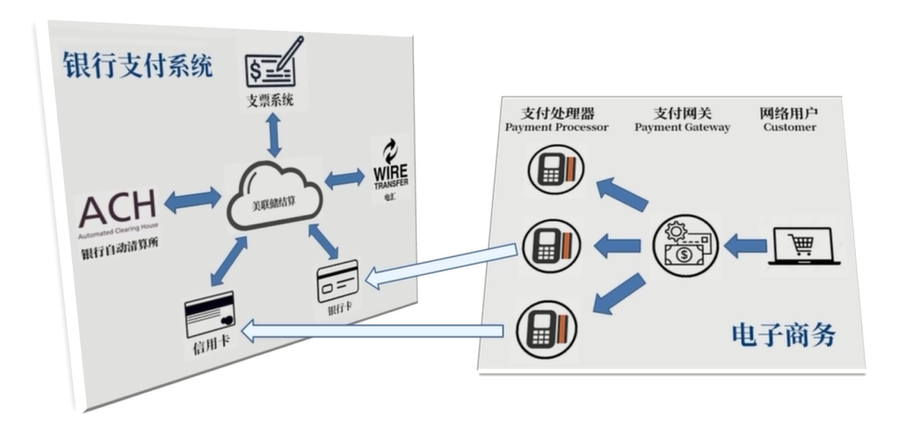 银行支付系统
$
支票系统
WIRE
TRANSFER
电汇
美联储结算
ACH
Automated Clearing House
银行自动清算所
银行卡
信用卡
支付处理器
Payment Processor
支付网关
Payment Gateway
网络用户
Customer
$
电子商务